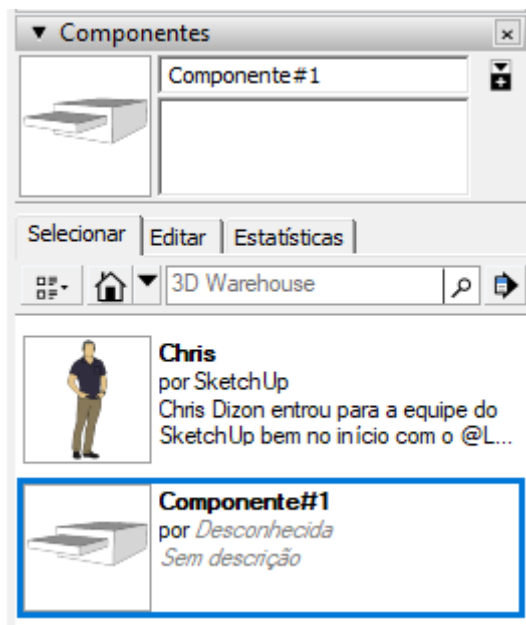 Componentes
Componente#1
Selecionar Editar Estatísticas
3D Warehouse
Chris
por SketchUp
Chris Dizon entrou para a equipe do
SketchUp bem no início com o @L...
Componente#1
por Desconhecida
Sem descrição